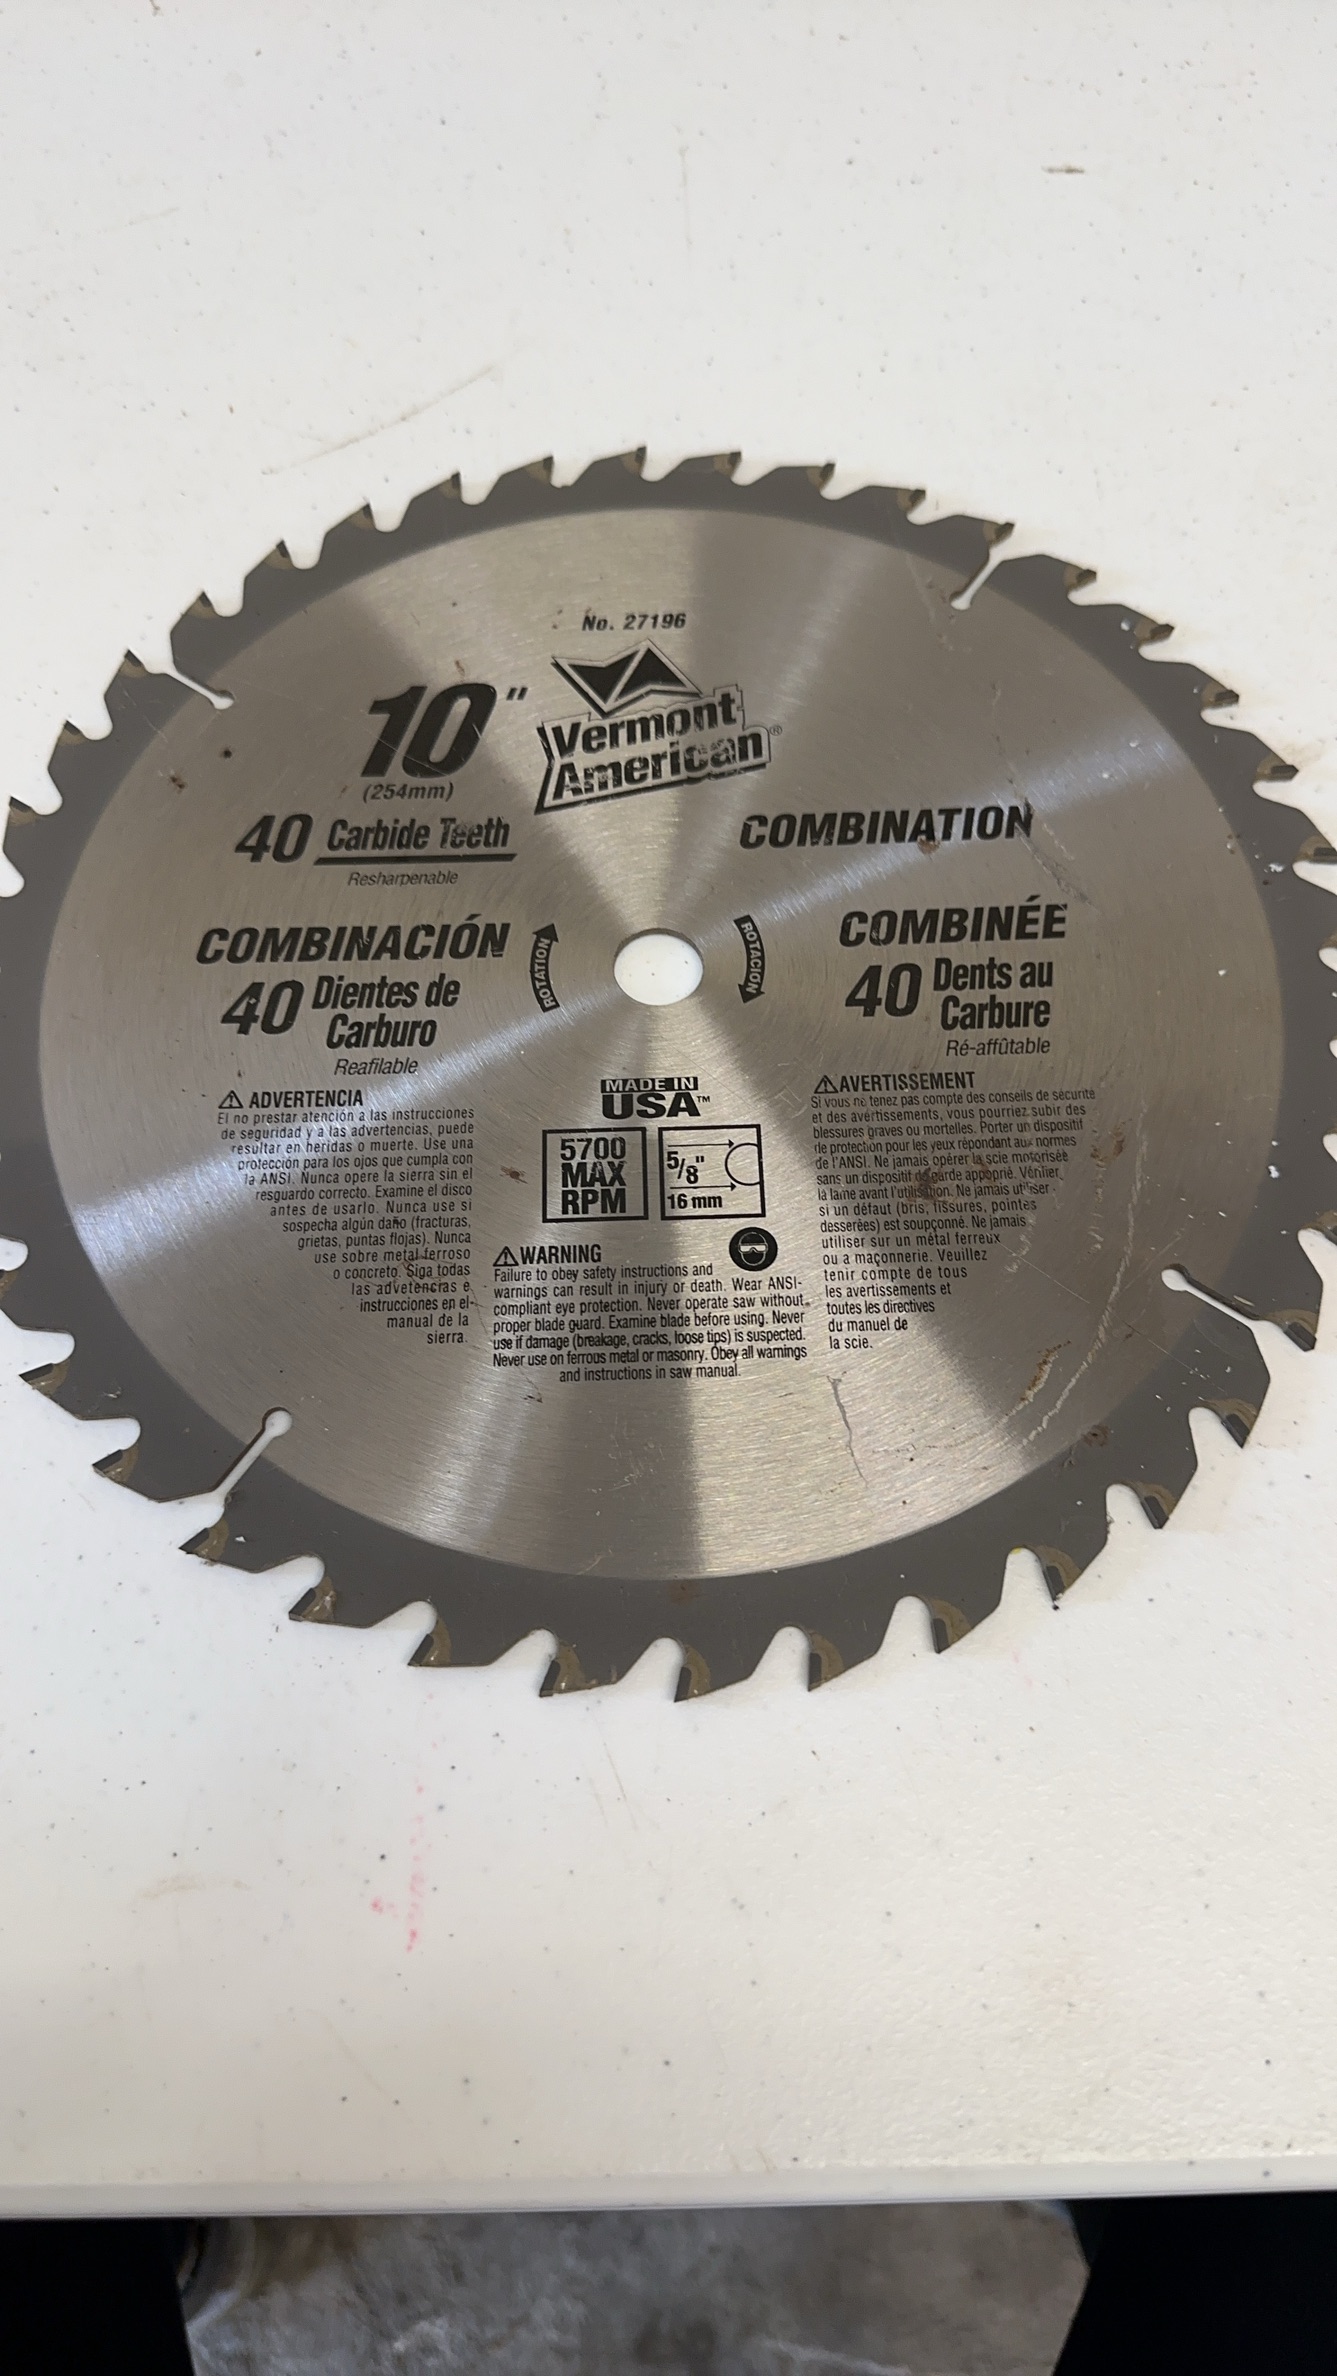 No. 27196
10"
(254mm)
Vermont
American®
40 Carbide Teeth
Resharpenable
COMBINATION
COMBINACIÓN
40 Dientes de
Carburo
Reafilable
ROTATION
ROTACION
COMBINÉE
40 Dents au
Carbure
Ré-affûtable
MADE IN
USA™
5700
MAX
RPM
5/8"
16 mm
⚠ ADVERTENCIA
El no prestar atención a las instrucciones
de seguridad y a las advertencias, puede
resultar en heridas o muerte. Use una
protección para los ojos que cumpla con
la ANSI. Nunca opere la sierra sin el
resguardo correcto. Examine el disco
antes de usarlo. Nunca use si
sospecha algún daño (fracturas,
grietas, puntas flojas). Nunca
use sobre metal ferroso
o concreto. Siga todas
las advetencias e
instrucciones en el
manual de la
sierra.
⚠WARNING
Failure to obey safety instructions and
warnings can result in injury or death. Wear ANSI-
compliant eye protection. Never operate saw without
proper blade guard. Examine blade before using. Never
use if damage (breakage, cracks, loose tips) is suspected.
Never use on ferrous metal or masonry. Obey all warnings
and instructions in saw manual.
⚠AVERTISSEMENT
Si vous ne tenez pas compte des conseils de sécurité
et des avertissements, vous pourriez subir des
blessures graves ou mortelles. Porter un dispositif
de protection pour les yeux répondant aux normes
de l'ANSI. Ne jamais opérer la scie motorisée
sans un dispositif de garde approprié. Vérifier
la lame avant l'utilisation. Ne jamais utiliser
si un défaut (bris, fissures, pointes
desserées) est soupçonné. Ne jamais
utiliser sur un métal ferreux
ou a maçonnerie. Veuillez
tenir compte de tous
les avertissements et
toutes les directives
du manuel de
la scie.